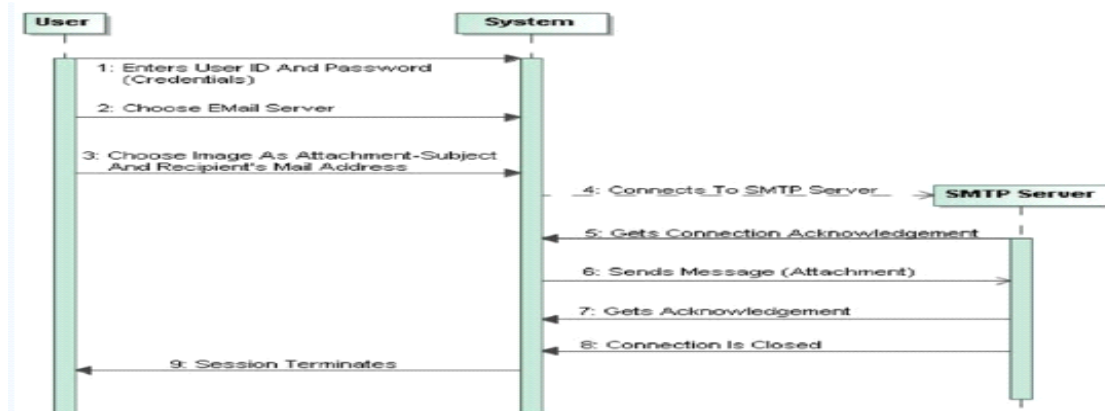 User
System
1: Enters User ID And Password
(Credentials)
2: Choose EMail Server
3: Choose Image As Attachment-Subject
And Recipient's Mail Address
4: Connects To SMTP Server
SMTP Server
5: Gets Connection Acknowledgement
6: Sends Message (Attachment)
7: Gets Acknowledgement
8: Connection Is Closed
9: Session Terminates